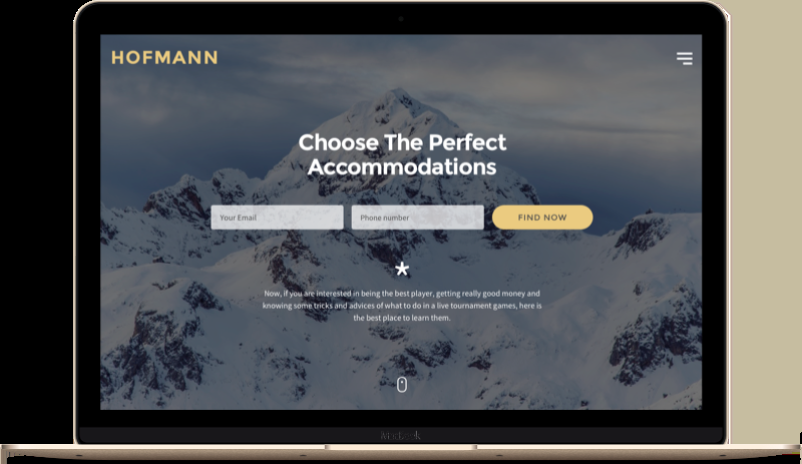 HOFMANN
Choose The Perfect
Accommodations
Your Email
Phone number
FIND NOW
Now, if you are interested in being the best player, getting really good money and
knowing some tricks and advices of what to do in a live tournament games, here is
the best place to learn them.
MacBook